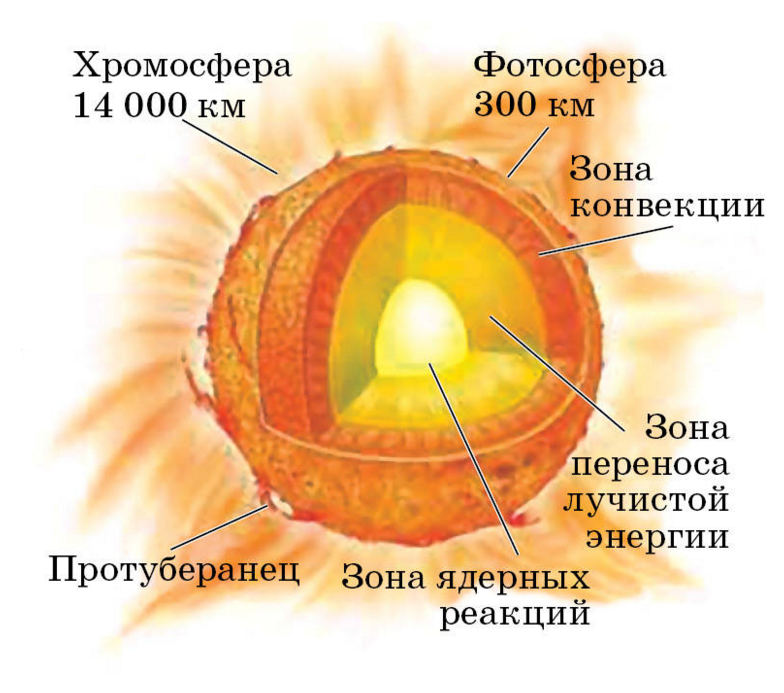 Хромосфера
14 000 км
Фотосфера
300 км
Зона
конвекции
Зона
переноса
лучистой
энергии
Протуберанец
Зона ядерных
реакций